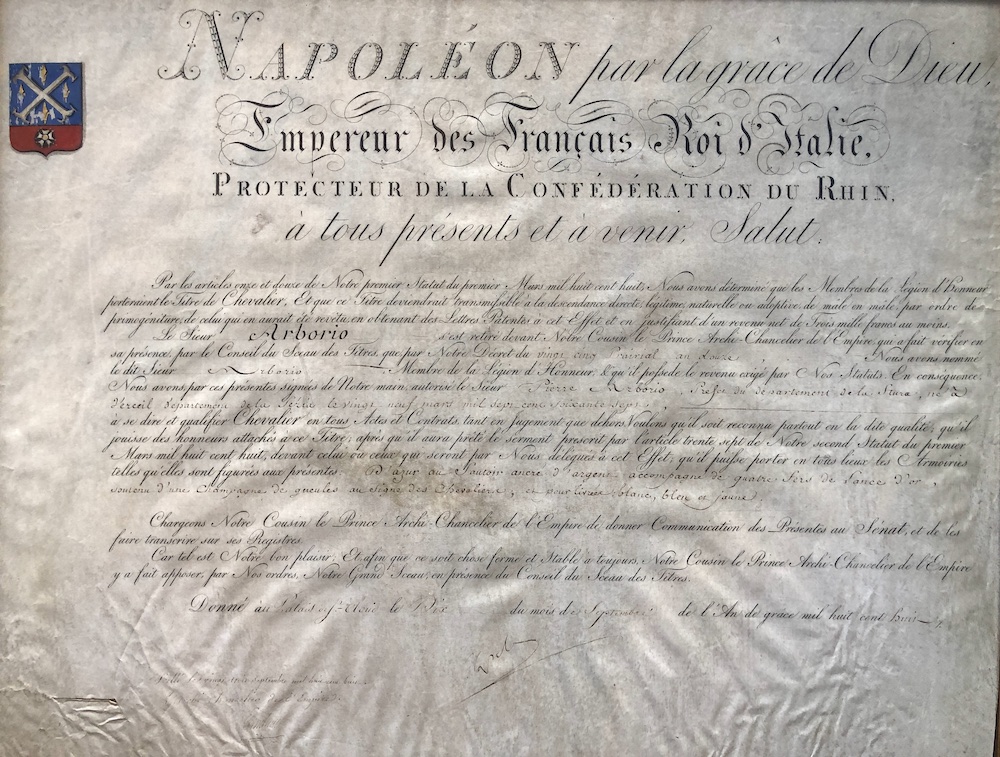 NAPOLÉON par la grâce de Dieu,
Empereur des Français Roi d'Italie,
PROTECTEUR DE LA CONFÉDÉRATION DU RHIN,
à tous présents et à venir, Salut:
Par les articles onze et douze de Notre premier Statut du premier Mars mil huit cent huit, Nous avons déterminé que les Membres de la Légion d'Honneur
porteraient le Titre de Chevalier, Et que ce Titre deviendrait transmissible à la descendance directe, légitime, naturelle ou adoptive de mâle en mâle, par ordre de
primogéniture, de celui qui en aurait été revêtu en obtenant des Lettres Patentes à cet Effet et en justifiant d'un revenu net de Trois mille francs au moins.
Le Sieur Arborio s'est retiré devant Notre Cousin le Prince Archi-Chancelier de l'Empire, qui a fait vérifier en
sa présence, par le Conseil du Sceau des Titres, que par Notre Décret du vingt cinq Prairial an douze Nous avons nommé
le dit Sieur Arborio Membre de la Légion d'Honneur, & qu'il possède le revenu exigé par Nos Statuts. En conséquence,
Nous avons par ces présentes signées de Notre main, autorisé le Sieur Pierre Arborio, Préfet du département de la Stura, né à
Verceil département de la Sézia le vingt neuf mars mil sept cent soixante sept,
à se dire et qualifier Chevalier en tous Actes et Contrats, tant en Jugement que dehors. Voulons qu'il soit reconnu partout en la dite qualité, qu'il
jouisse des honneurs attachés à ce Titre, après qu'il aura prêté le serment prescrit par l'article trente sept de Notre second Statut du premier
Mars mil huit cent huit, devant celui ou ceux qui seront par Nous délégués à cet Effet, qu'il puisse porter en tous lieux les Armoiries
telles qu'elles sont figurées aux présentes. d'azur au Sautoir ancré d'argent accompagné de quatre fers de lance d'or,
soutenu d'une Champagne de gueules au signe des Chevaliers, et pour livrée blanc, bleu et jaune.
Chargeons Notre Cousin le Prince Archi-Chancelier de l'Empire de donner Communication des Présentes au Sénat, et de les
faire transcrire sur ses Registres.
Car tel est Notre bon plaisir; Et afin que ce soit chose ferme et Stable à toujours, Notre Cousin le Prince Archi-Chancelier de l'Empire
y a fait apposer, par Nos ordres, Notre Grand Sceau, en présence du Conseil du Sceau des Titres.
Donné au Palais de St. Cloud le Dix du mois de Septembre de l'An de grâce mil huit cent huit